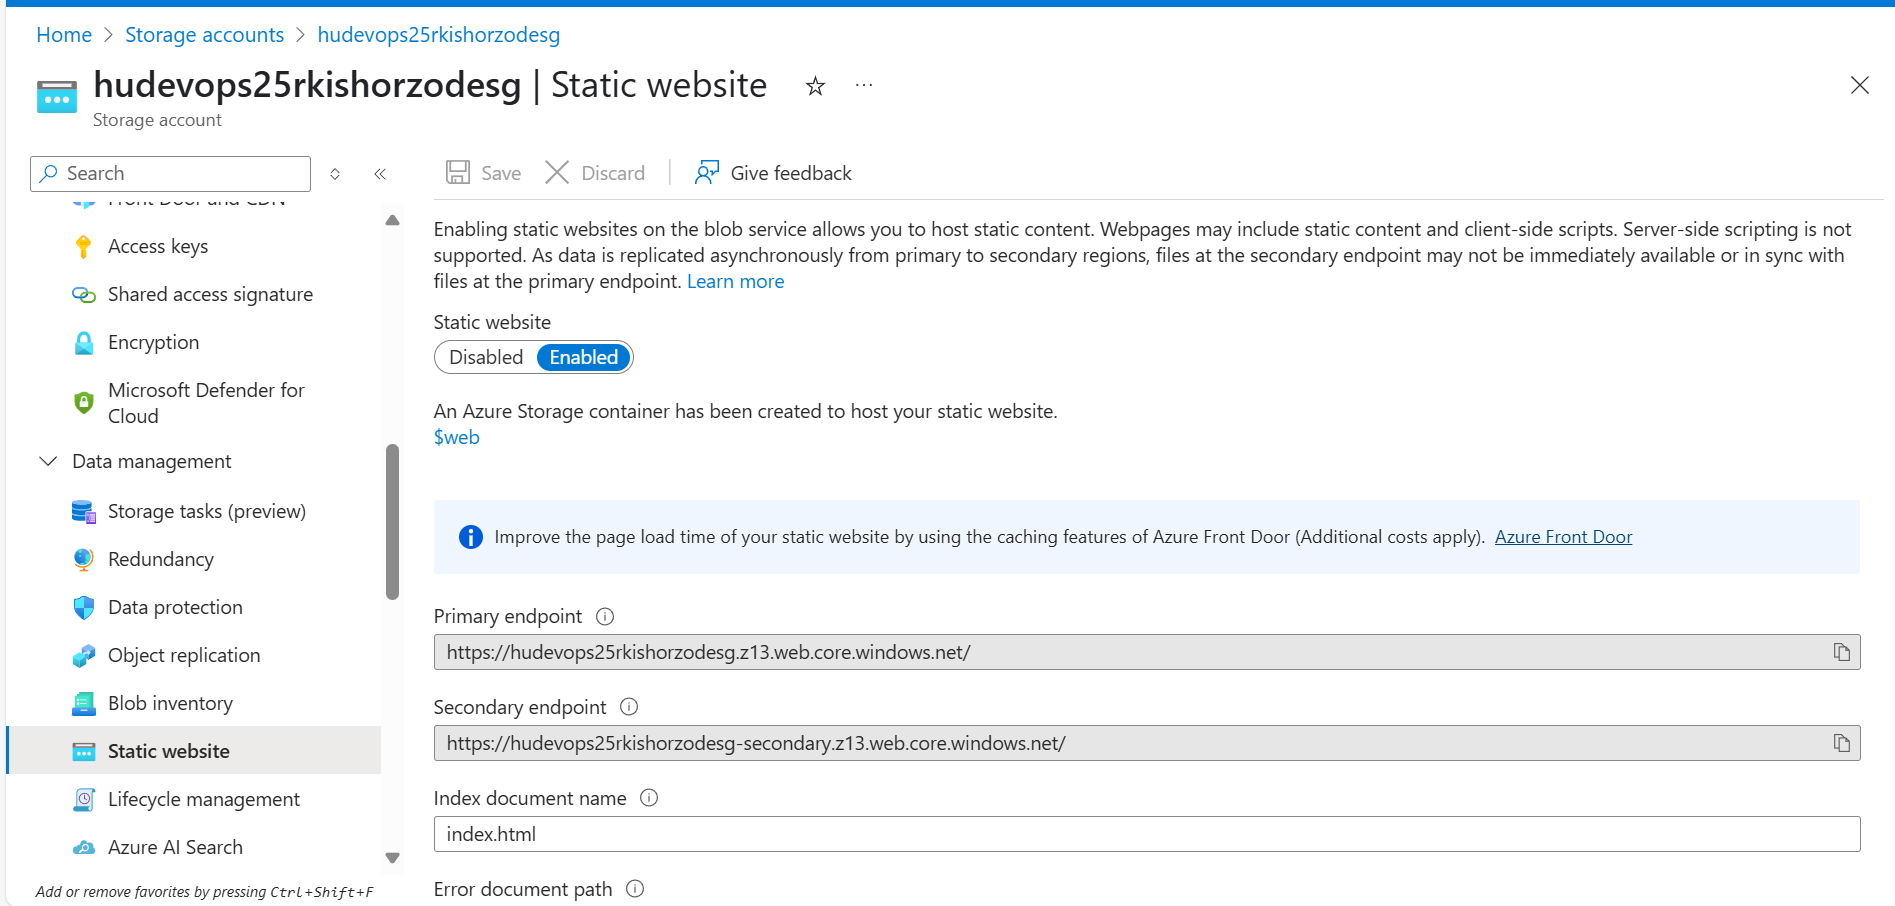 Home > Storage accounts > hudevops25rkishorzodesg
hudevops25rkishorzodesg | Static website
Storage account
Search
Front Door and CDN
Access keys
Shared access signature
Encryption
Microsoft Defender for
Cloud
Data management
Storage tasks (preview)
Redundancy
Data protection
Object replication
Blob inventory
Static website
Lifecycle management
Azure AI Search
Add or remove favorites by pressing Ctrl+Shift+F
Save Discard Give feedback
Enabling static websites on the blob service allows you to host static content. Webpages may include static content and client-side scripts. Server-side scripting is not
supported. As data is replicated asynchronously from primary to secondary regions, files at the secondary endpoint may not be immediately available or in sync with
files at the primary endpoint. Learn more
Static website
Disabled Enabled
An Azure Storage container has been created to host your static website.
$web
Improve the page load time of your static website by using the caching features of Azure Front Door (Additional costs apply). Azure Front Door
Primary endpoint
https://hudevops25rkishorzodesg.z13.web.core.windows.net/
Secondary endpoint
https://hudevops25rkishorzodesg-secondary.z13.web.core.windows.net/
Index document name
index.html
Error document path